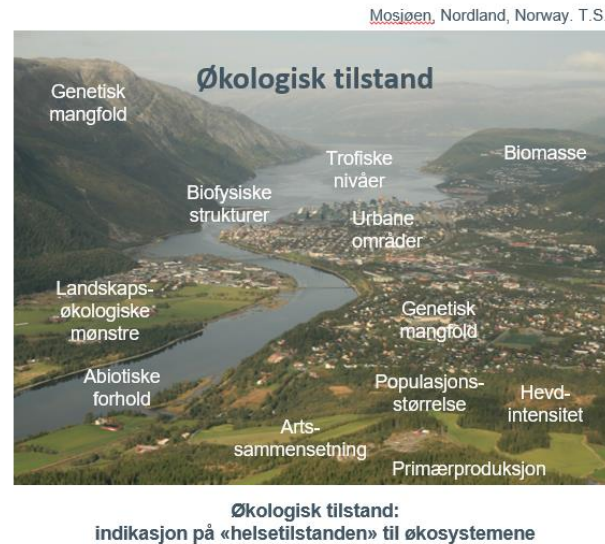 Mosjøen, Nordland, Norway. T.S.
Økologisk tilstand
Genetisk
mangfold
Trofiske
nivåer
Biomasse
Biofysiske
strukturer
Urbane
områder
Landskaps-
økologiske
mønstre
Genetisk
mangfold
Abiotiske
forhold
Populasjons-
størrelse
Hevd-
intensitet
Arts-
sammensetning
Primærproduksjon
Økologisk tilstand:
indikasjon på «helsetilstanden» til økosystemene